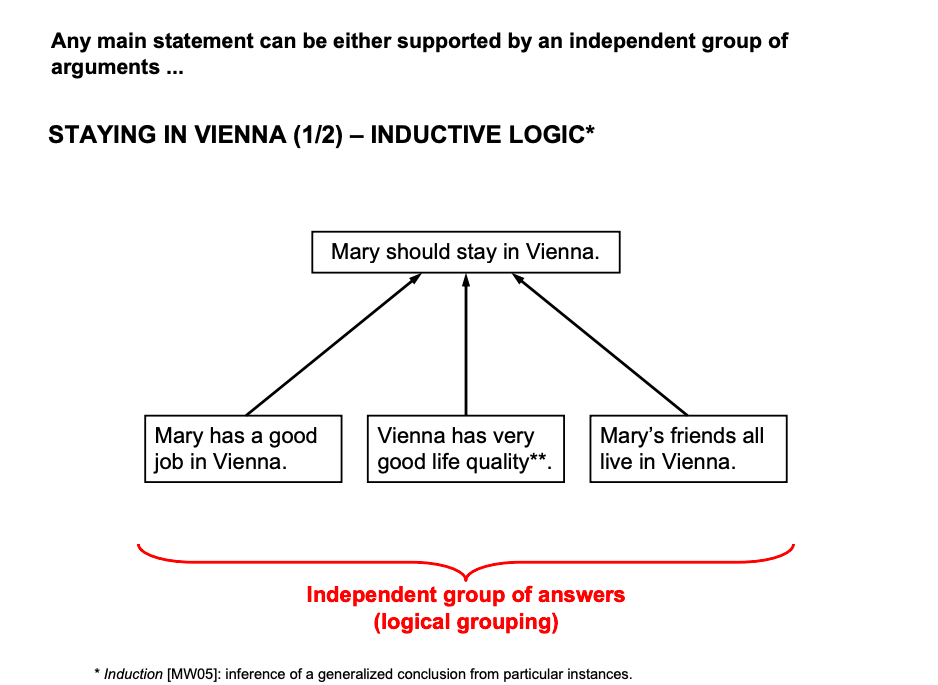 Any main statement can be either supported by an independent group of
arguments ...
STAYING IN VIENNA (1/2) – INDUCTIVE LOGIC*
Mary should stay in Vienna.
Mary has a good
job in Vienna.
Vienna has very
good life quality**.
Mary’s friends all
live in Vienna.
Independent group of answers
(logical grouping)
* Induction [MW05]: inference of a generalized conclusion from particular instances.